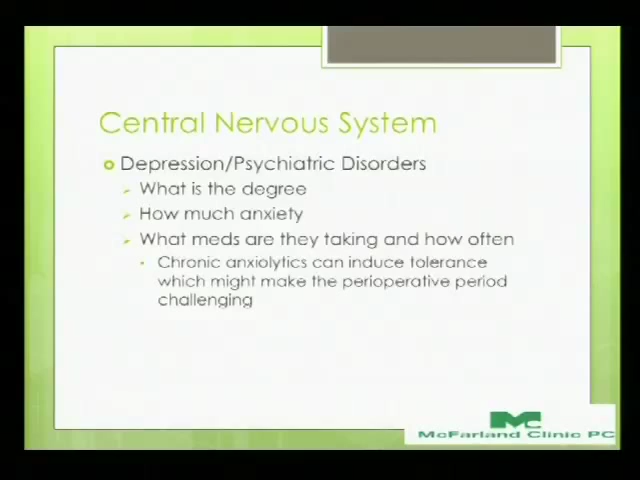 Central Nervous System
Depression/Psychiatric Disorders
What is the degree
How much anxiety
What meds are they taking and how often
Chronic anxiolytics can induce tolerance
which might make the perioperative period
challenging
MC
McFarland Clinic PC